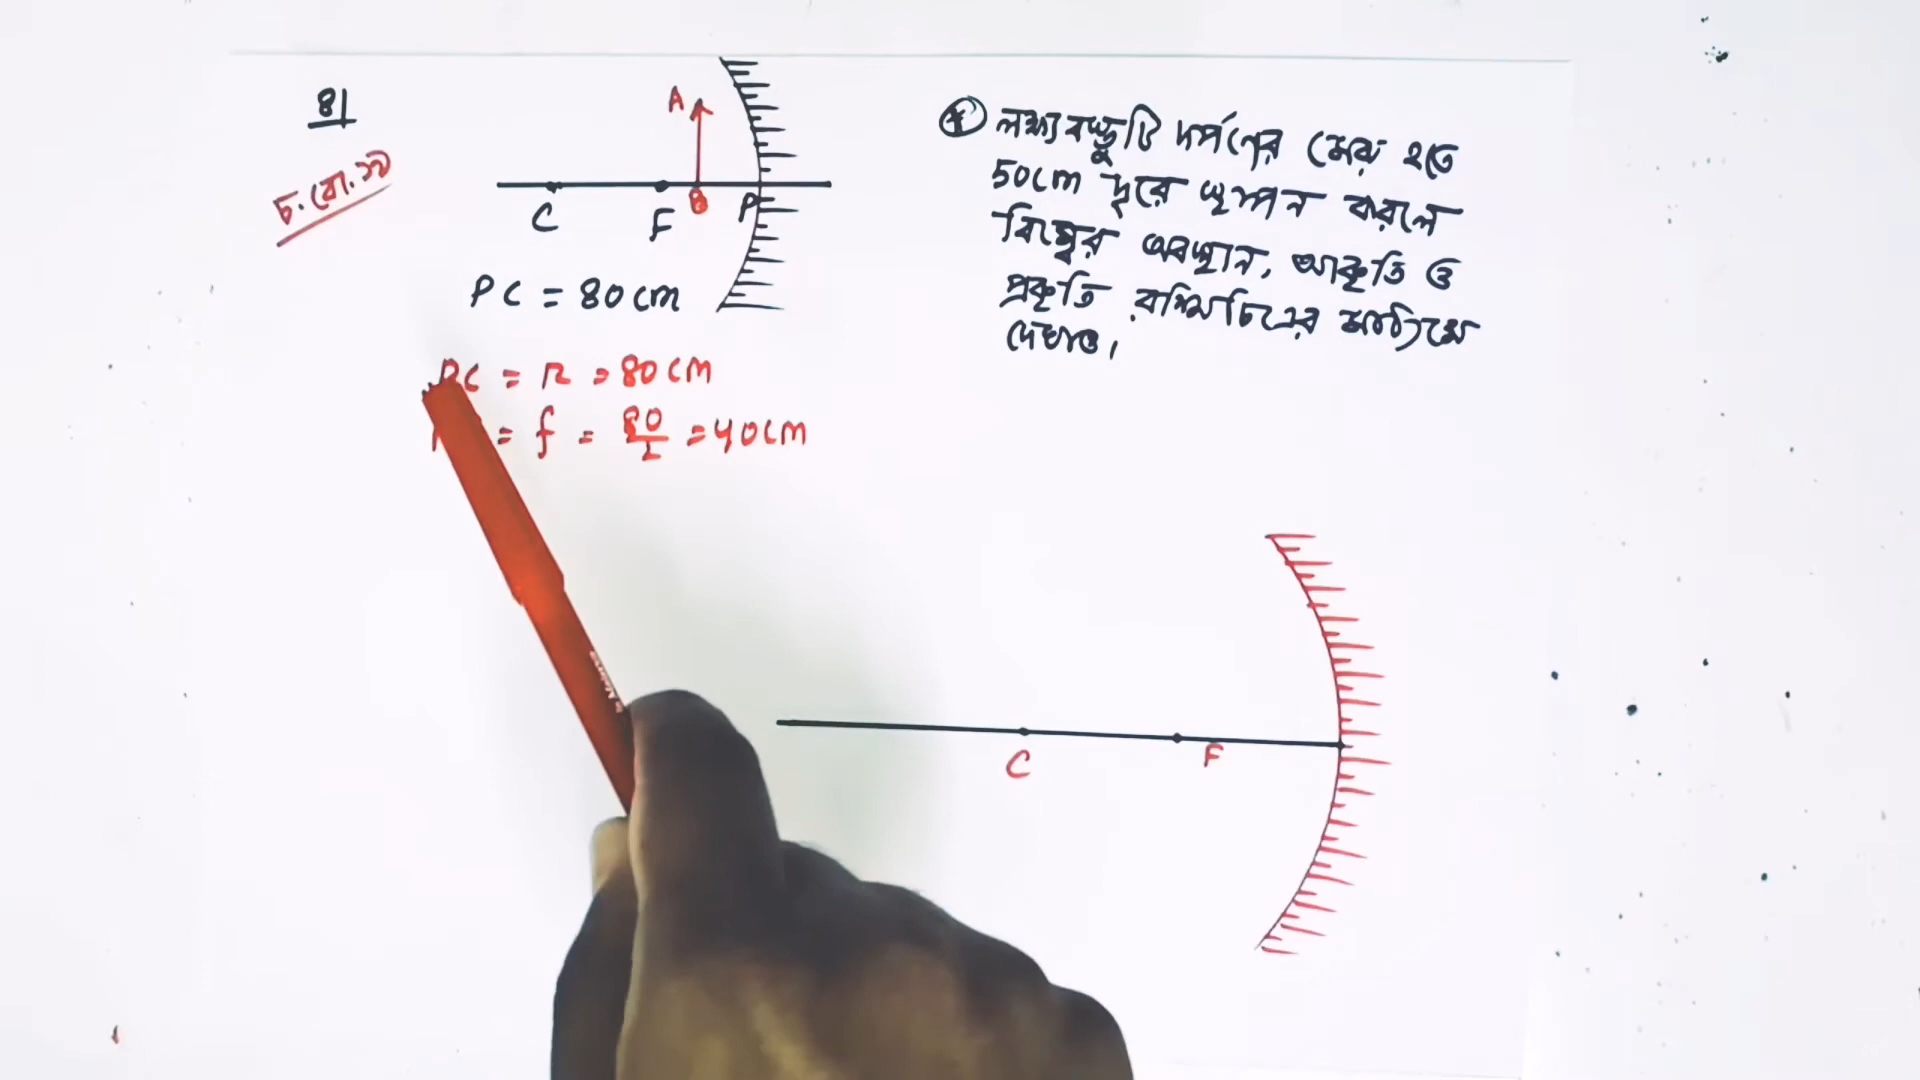 ৪|
চ. বো. ১৭
A
C
F
B
P
PC = 80cm
PC = r = 80cm
= f = 80/2 = 40cm
লক্ষ্যবস্তুটি দর্পণের মেরু হতে
50cm দূরে স্থাপন করলে
বিম্বের অবস্থান, আকৃতি ও
প্রকৃতি রশ্মিচিত্রের মাধ্যমে
দেখাও।
C
F